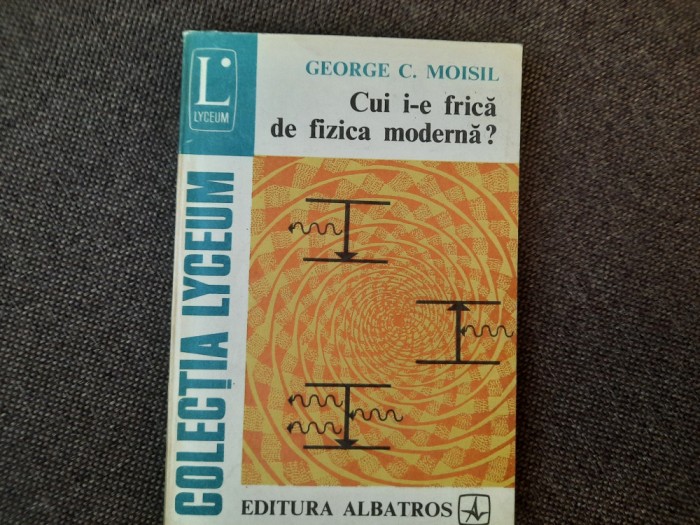 L
LYCEUM
GEORGE C. MOISIL
Cui i-e frică
de fizica modernă?
COLECȚIA LYCEUM
EDITURA ALBATROS